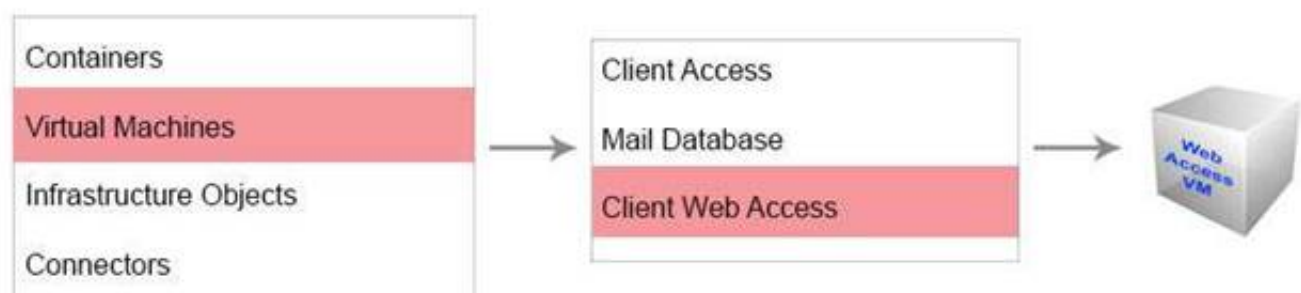 Containers
Virtual Machines
Infrastructure Objects
Connectors
Client Access
Mail Database
Client Web Access
Web
Access
VM